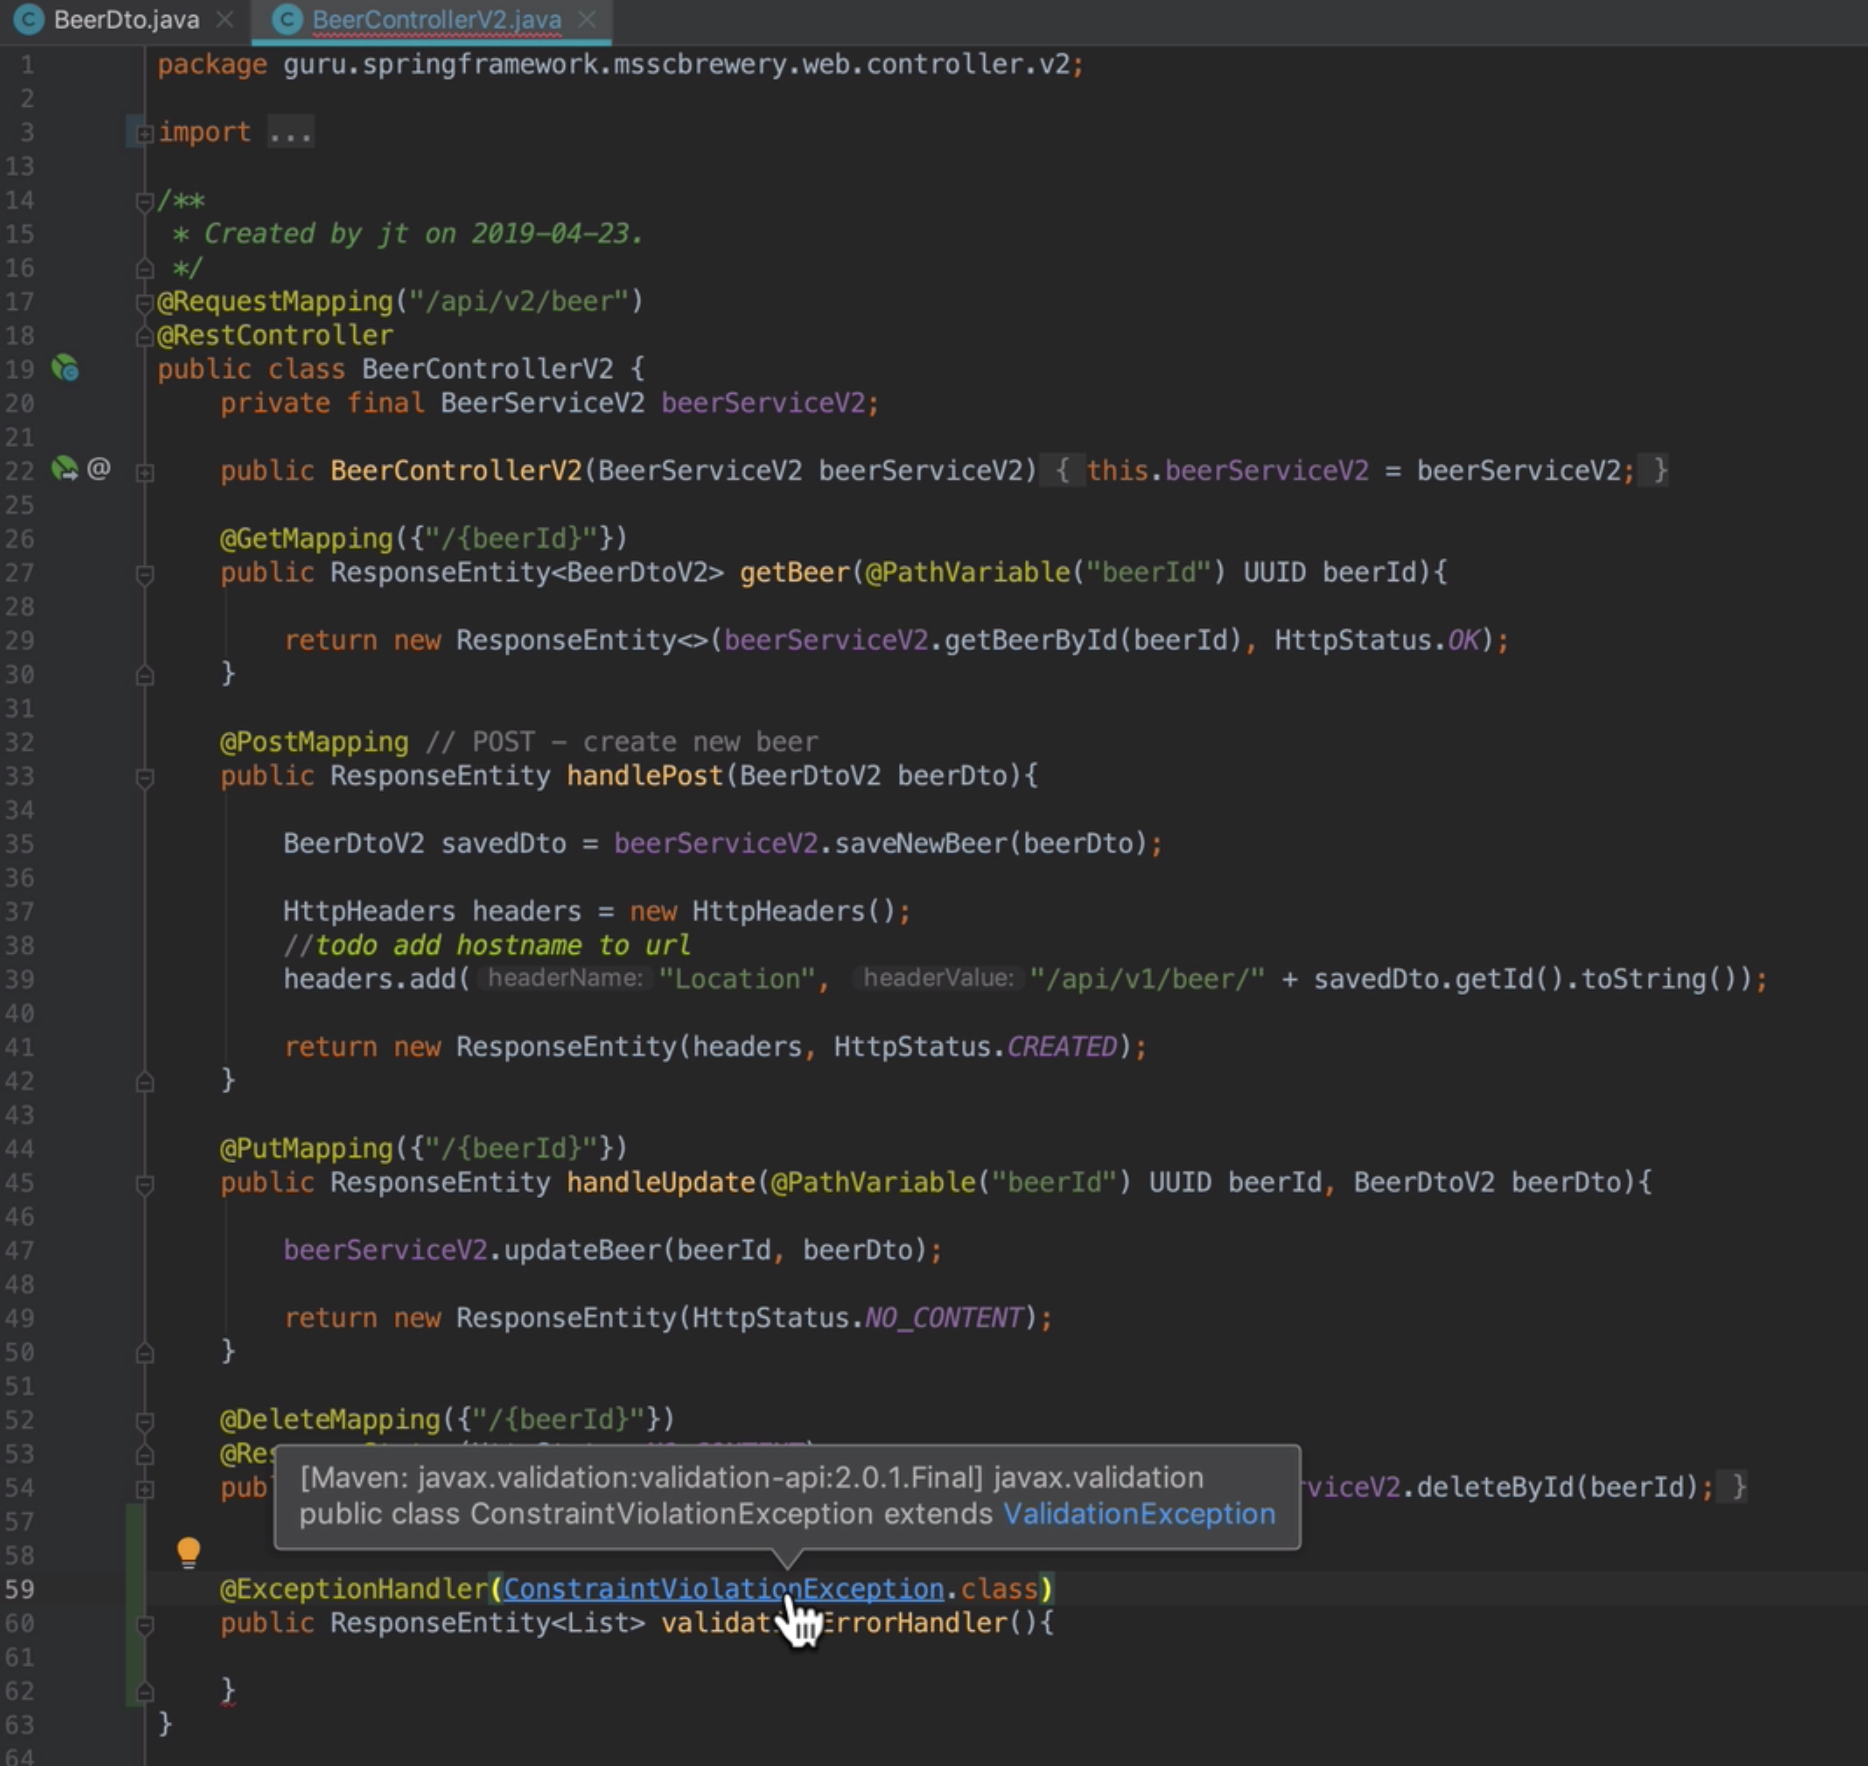 BeerDto.java
BeerControllerV2.java
1 package guru.springframework.msscbrewery.web.controller.v2;
2
3 import ...
13
14 /**
15 * Created by jt on 2019-04-23.
16 */
17 @RequestMapping("/api/v2/beer")
18 @RestController
19 public class BeerControllerV2 {
20 private final BeerServiceV2 beerServiceV2;
21
22 @ public BeerControllerV2(BeerServiceV2 beerServiceV2) { this.beerServiceV2 = beerServiceV2; }
25
26 @GetMapping({"/{beerId}"})
27 public ResponseEntity<BeerDtoV2> getBeer(@PathVariable("beerId") UUID beerId){
28
29 return new ResponseEntity<>(beerServiceV2.getBeerById(beerId), HttpStatus.OK);
30 }
31
32 @PostMapping // POST – create new beer
33 public ResponseEntity handlePost(BeerDtoV2 beerDto){
34
35 BeerDtoV2 savedDto = beerServiceV2.saveNewBeer(beerDto);
36
37 HttpHeaders headers = new HttpHeaders();
38 //todo add hostname to url
39 headers.add( headerName: "Location", headerValue: "/api/v1/beer/" + savedDto.getId().toString());
40
41 return new ResponseEntity(headers, HttpStatus.CREATED);
42 }
43
44 @PutMapping({"/{beerId}"})
45 public ResponseEntity handleUpdate(@PathVariable("beerId") UUID beerId, BeerDtoV2 beerDto){
46
47 beerServiceV2.updateBeer(beerId, beerDto);
48
49 return new ResponseEntity(HttpStatus.NO_CONTENT);
50 }
51
52 @DeleteMapping({"/{beerId}"})
53 @Res
[Maven: javax.validation:validation-api:2.0.1.Final] javax.validation
54 pub rviceV2.deleteById(beerId); }
public class ConstraintViolationException extends ValidationException
57
58
59 @ExceptionHandler(ConstraintViolationException.class)
60 public ResponseEntity<List> validat ErrorHandler(){
61
62 }
63 }
64